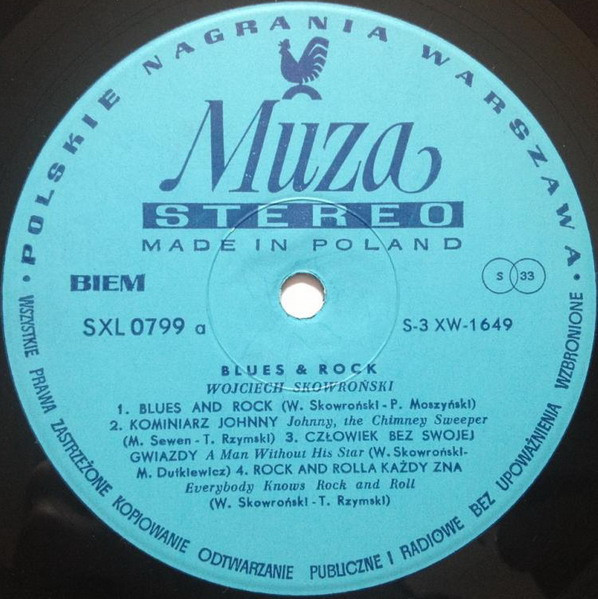 POLSKIE NAGRANIA WARSZAWA
Muza
STEREO
MADE IN POLAND
BIEM
S 33
SXL 0799 a
S-3 XW-1649
BLUES & ROCK
WOJCIECH SKOWROŃSKI
1. BLUES AND ROCK (W. Skowroński - P. Moszyński)
2. KOMINIARZ JOHNNY Johnny, the Chimney Sweeper
(M. Sewen - T. Rzymski) 3. CZŁOWIEK BEZ SWOJEJ
GWIAZDY A Man Without His Star (W. Skowroński-
M. Dutkiewicz) 4. ROCK AND ROLLA KAŻDY ZNA
Everybody Knows Rock and Roll
(W. Skowroński - T. Rzymski)
WSZYSTKIE PRAWA ZASTRZEŻONE KOPIOWANIE ODTWARZANIE PUBLICZNE I RADIOWE BEZ UPOWAŻNIENIA WZBRONIONE